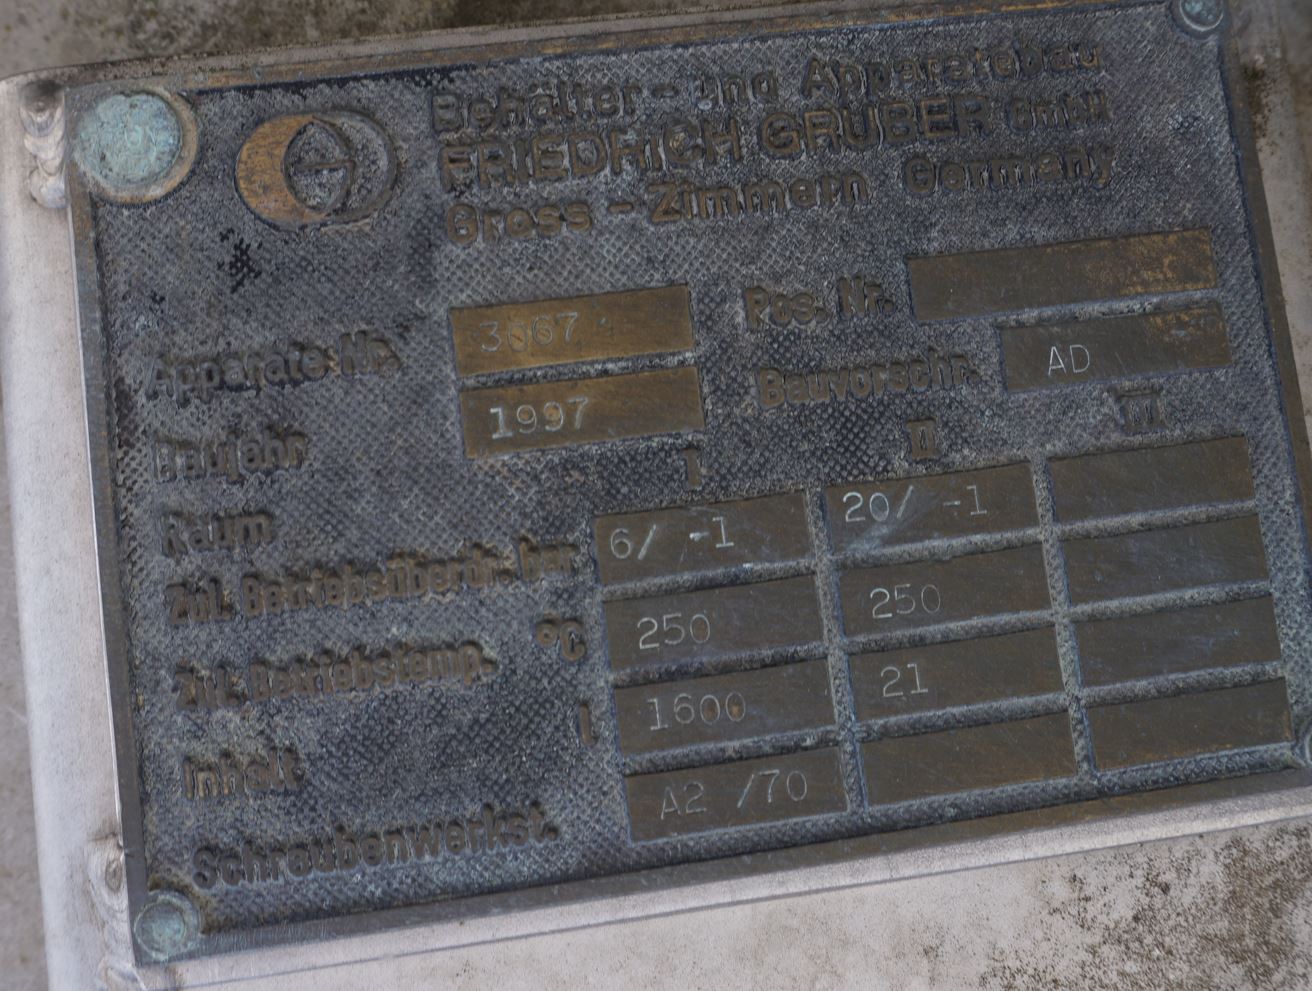 Behälter- und Apparatebau
FRIEDRICH GRUBER GmbH
Gross-Zimmern Germany
Apparate-Nr. 3667 Pos. Nr.
Baujahr 1997 Bauvorschr. AD
Raum I II III
Zul. Betriebsüberdr. bar 6/ -1 20/ -1
Zul. Betriebstemp. °C 250 250
Inhalt l 1600 21
Schraubenwerkst. A2 /70